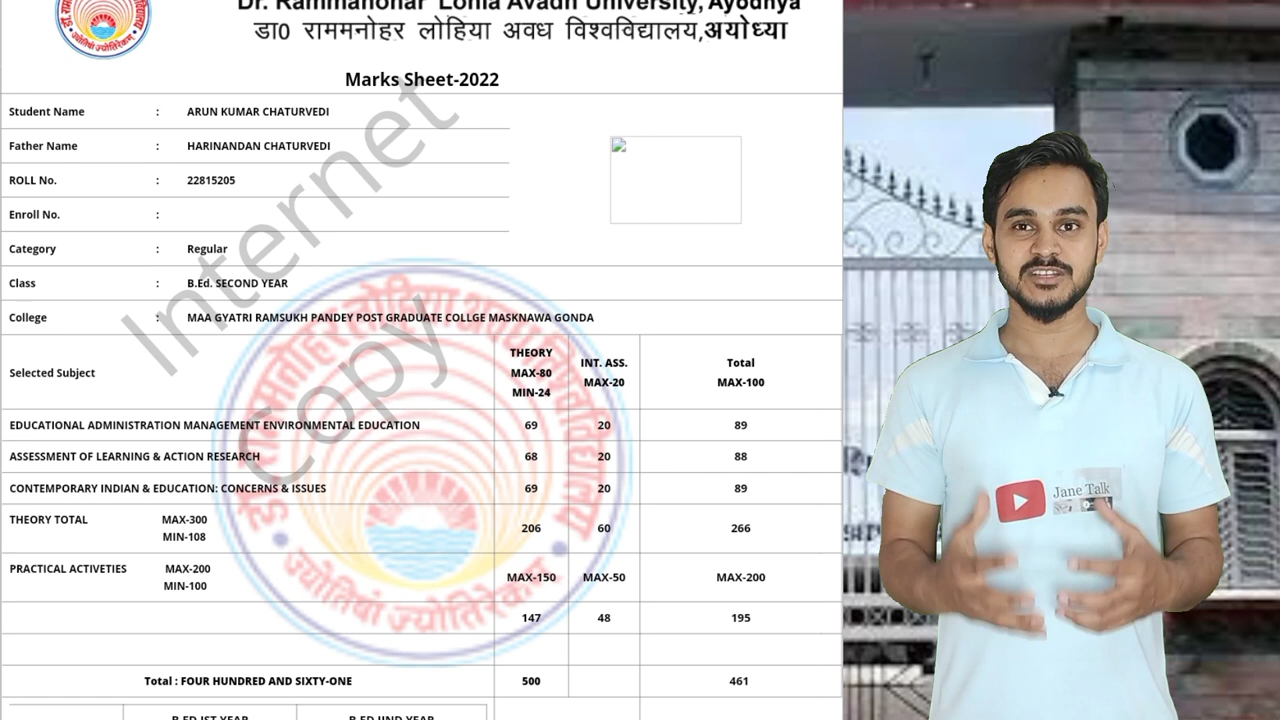 Dr. Rammanohar Lohia Avadh University, Ayodhya
डा0 राममनोहर लोहिया अवध विश्वविद्यालय,अयोध्या
Marks Sheet-2022
Student Name : ARUN KUMAR CHATURVEDI
Father Name : HARINANDAN CHATURVEDI
ROLL No. : 22815205
Enroll No. :
Category : Regular
Class : B.Ed. SECOND YEAR
College : MAA GYATRI RAMSUKH PANDEY POST GRADUATE COLLGE MASKNAWA GONDA
Selected Subject THEORY MAX-80 MIN-24 INT. ASS. MAX-20 Total MAX-100
EDUCATIONAL ADMINISTRATION MANAGEMENT ENVIRONMENTAL EDUCATION 69 20 89
ASSESSMENT OF LEARNING & ACTION RESEARCH 68 20 88
CONTEMPORARY INDIAN & EDUCATION: CONCERNS & ISSUES 69 20 89
THEORY TOTAL MAX-300 MIN-108 206 60 266
PRACTICAL ACTIVETIES MAX-200 MIN-100 MAX-150 MAX-50 MAX-200
147 48 195
Total : FOUR HUNDRED AND SIXTY-ONE 500 461
B.ED IST YEAR B.ED IIND YEAR
Internet
Copy
ज्योतियां ज्योतिरेकम्
Jane Talk